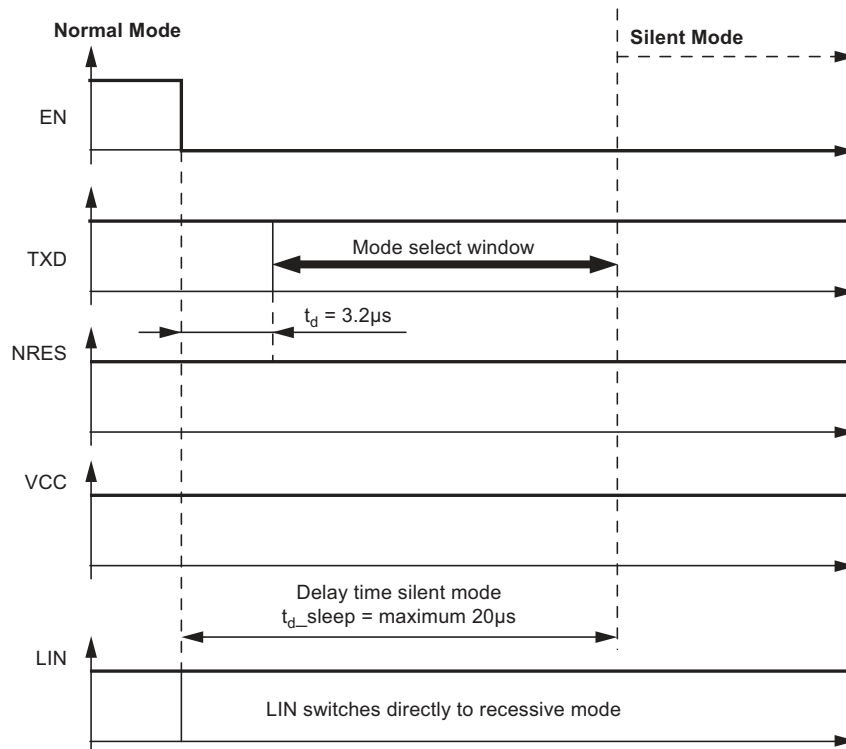 Normal Mode
Silent Mode
EN
TXD
Mode select window
t_d = 3.2µs
NRES
VCC
Delay time silent mode
t_d_sleep = maximum 20µs
LIN
LIN switches directly to recessive mode